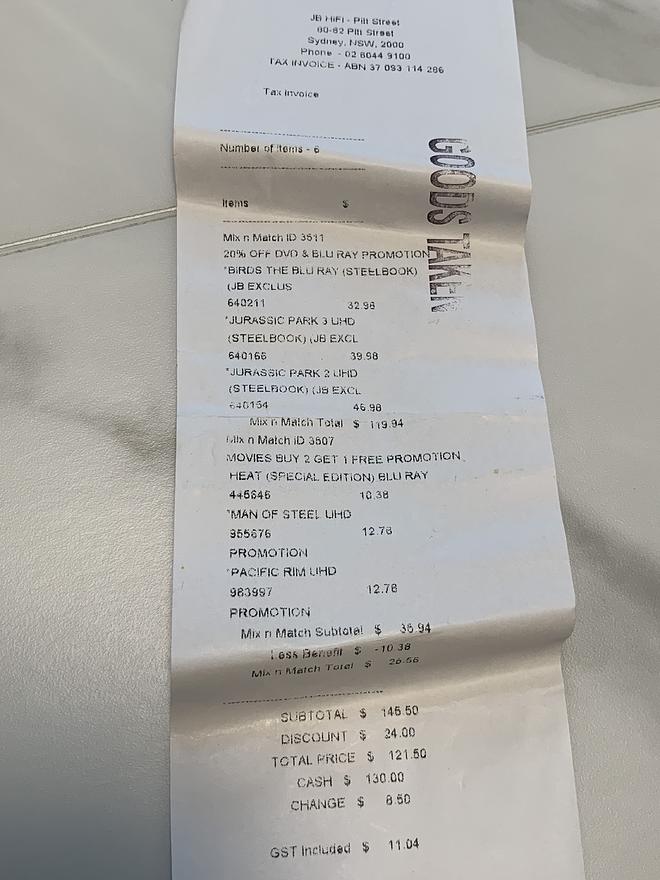 JB HiFi - Pitt Street
60-82 Pitt Street
Sydney, NSW, 2000
Phone - 02 8044 9100
TAX INVOICE - ABN 37 093 114 286
Tax Invoice
Number of Items - 6
Items $
Mix n Match ID 3511
20% OFF DVD & BLU RAY PROMOTION
*BIRDS THE BLU RAY (STEELBOOK)
(JB EXCLUS
640211 32.98
*JURASSIC PARK 3 UHD
(STEELBOOK) (JB EXCL
640166 39.98
*JURASSIC PARK 2 UHD
(STEELBOOK) (JB EXCL
640154 46.98
Mix n Match Total $ 119.94
Mix n Match ID 3507
MOVIES BUY 2 GET 1 FREE PROMOTION
HEAT (SPECIAL EDITION) BLU RAY
445646 10.38
*MAN OF STEEL UHD
955676 12.78
PROMOTION
*PACIFIC RIM UHD
983997 12.78
PROMOTION
Mix n Match Subtotal $ 35.94
Less Benefit $ -10.38
Mix n Match Total $ 25.56
SUBTOTAL $ 145.50
DISCOUNT $ 24.00
TOTAL PRICE $ 121.50
CASH $ 130.00
CHANGE $ 8.50
GST Included $ 11.04
GOODS TAKEN